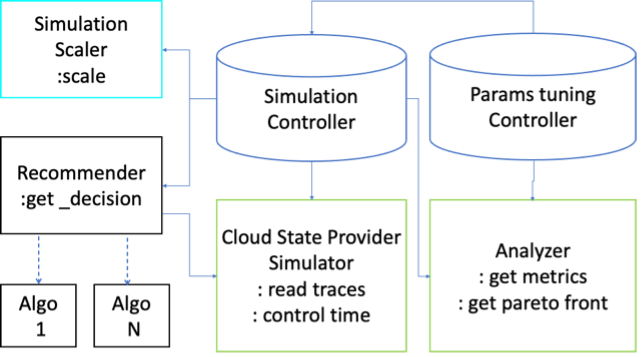 Simulation
Scaler
:scale
Simulation
Controller
Params tuning
Controller
Recommender
:get _decision
Cloud State Provider
Simulator
: read traces
: control time
Analyzer
: get metrics
: get pareto front
Algo
1
Algo
N